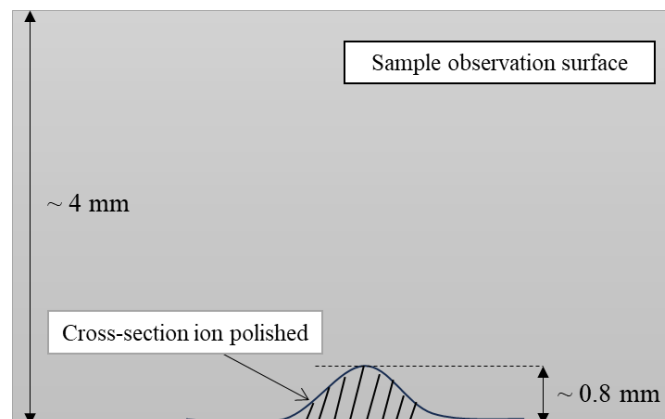 Sample observation surface
~ 4 mm
Cross-section ion polished
~ 0.8 mm